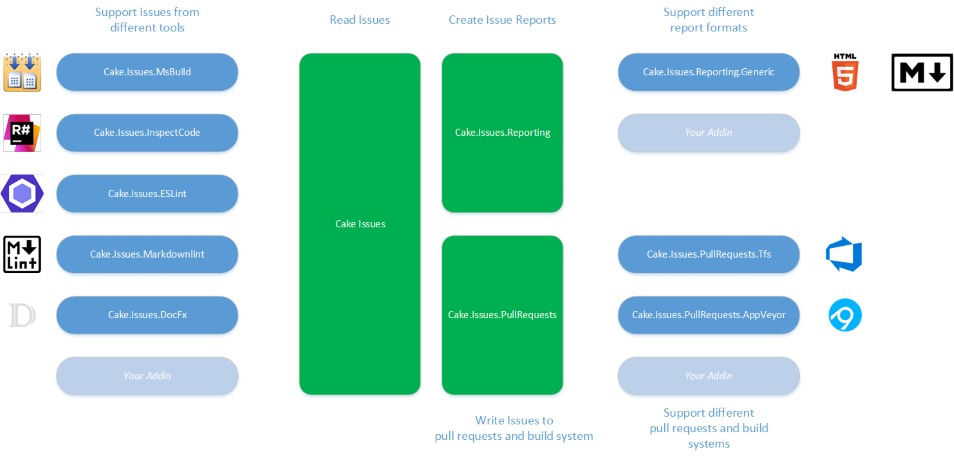 Support issues from
different tools
Read Issues
Create Issue Reports
Support different
report formats
Cake.Issues.MsBuild
Cake.Issues.InspectCode
R#
Cake.Issues.ESLint
Cake.Issues.Markdownlint
M
Lint
Cake.Issues.DocFx
D
Your Addin
Cake Issues
Cake.Issues.Reporting
Cake.Issues.PullRequests
Write Issues to
pull requests and build system
Cake.Issues.Reporting.Generic
HTML
5
M
Your Addin
Cake.Issues.PullRequests.Tfs
Cake.Issues.PullRequests.AppVeyor
Your Addin
Support different
pull requests and build
systems